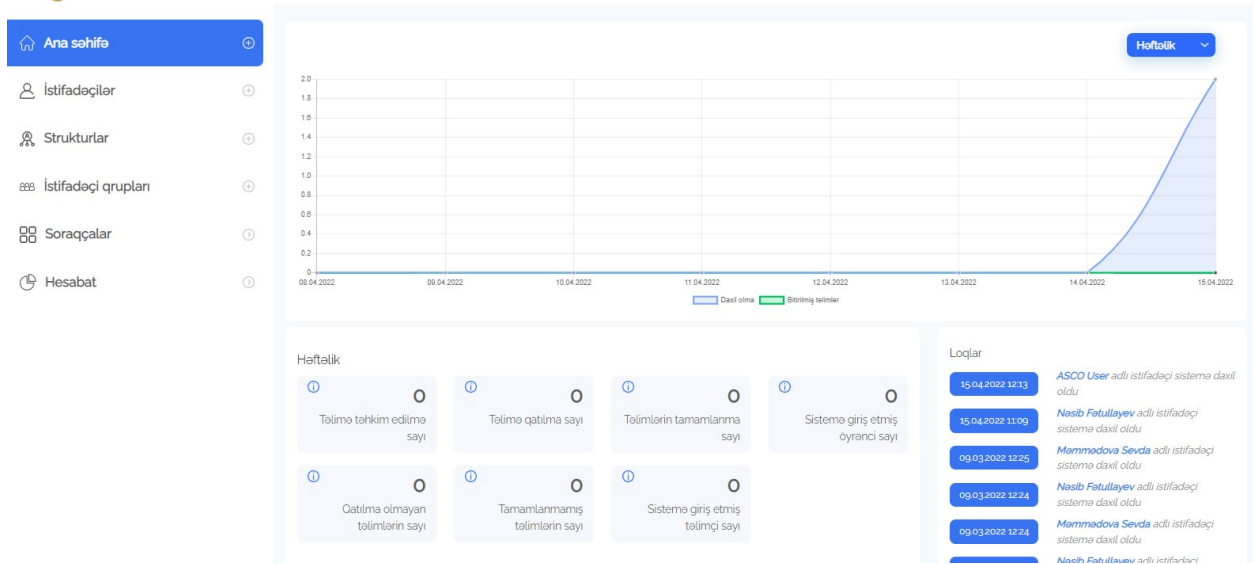 Ana səhifə
İstifadəçilər
Strukturlar
İstifadəçi qrupları
Soraqçalar
Hesabat
Həftəlik
2.0
1.8
1.6
1.4
1.2
1.0
0.8
0.6
0.4
0.2
0
08.04.2022 09.04.2022 10.04.2022 11.04.2022 12.04.2022 13.04.2022 14.04.2022 15.04.2022
Daxil olma Bitirilmiş təlimlər
Həftəlik
0
Təlimə təhkim edilmə
sayı
0
Təlimə qatılma sayı
0
Təlimlərin tamamlanma
sayı
0
Sistemə giriş etmiş
öyrənci sayı
0
Qatılma olmayan
təlimlərin sayı
0
Tamamlanmamış
təlimlərin sayı
0
Sistemə giriş etmiş
təlimçi sayı
Loqlar
15.04.2022 12:13
ASCO User adlı istifadəçi sistemə daxil
oldu
15.04.2022 11:09
Nəsib Fətullayev adlı istifadəçi
sistemə daxil oldu
09.03.2022 12:25
Məmmədova Sevda adlı istifadəçi
sistemə daxil oldu
09.03.2022 12:24
Nəsib Fətullayev adlı istifadəçi
sistemə daxil oldu
09.03.2022 12:24
Məmmədova Sevda adlı istifadəçi
sistemə daxil oldu
Nəsib Fətullayev adlı istifadəçi